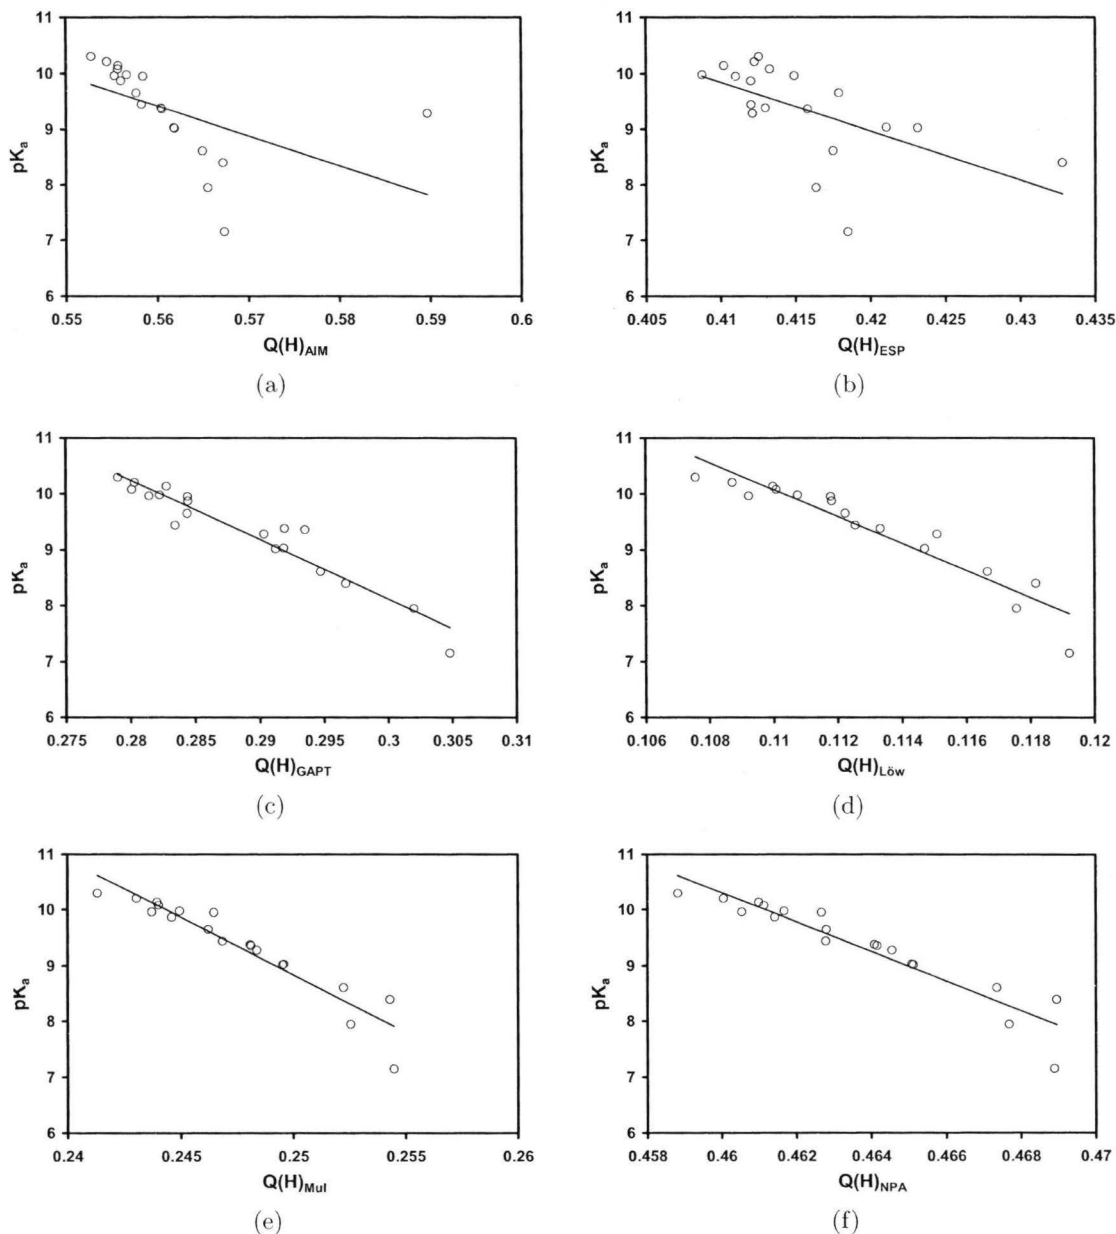 11
10
9
8
7
6
pKa
0.55 0.56 0.57 0.58 0.59 0.6
Q(H)AIM
(a)
11
10
9
8
7
6
pKa
0.405 0.41 0.415 0.42 0.425 0.43 0.435
Q(H)ESP
(b)
11
10
9
8
7
6
pKa
0.275 0.28 0.285 0.29 0.295 0.3 0.305 0.31
Q(H)GAPT
(c)
11
10
9
8
7
6
pKa
0.106 0.108 0.11 0.112 0.114 0.116 0.118 0.12
Q(H)Löw
(d)
11
10
9
8
7
6
pKa
0.24 0.245 0.25 0.255 0.26
Q(H)Mul
(e)
11
10
9
8
7
6
pKa
0.458 0.46 0.462 0.464 0.466 0.468 0.47
Q(H)NPA
(f)